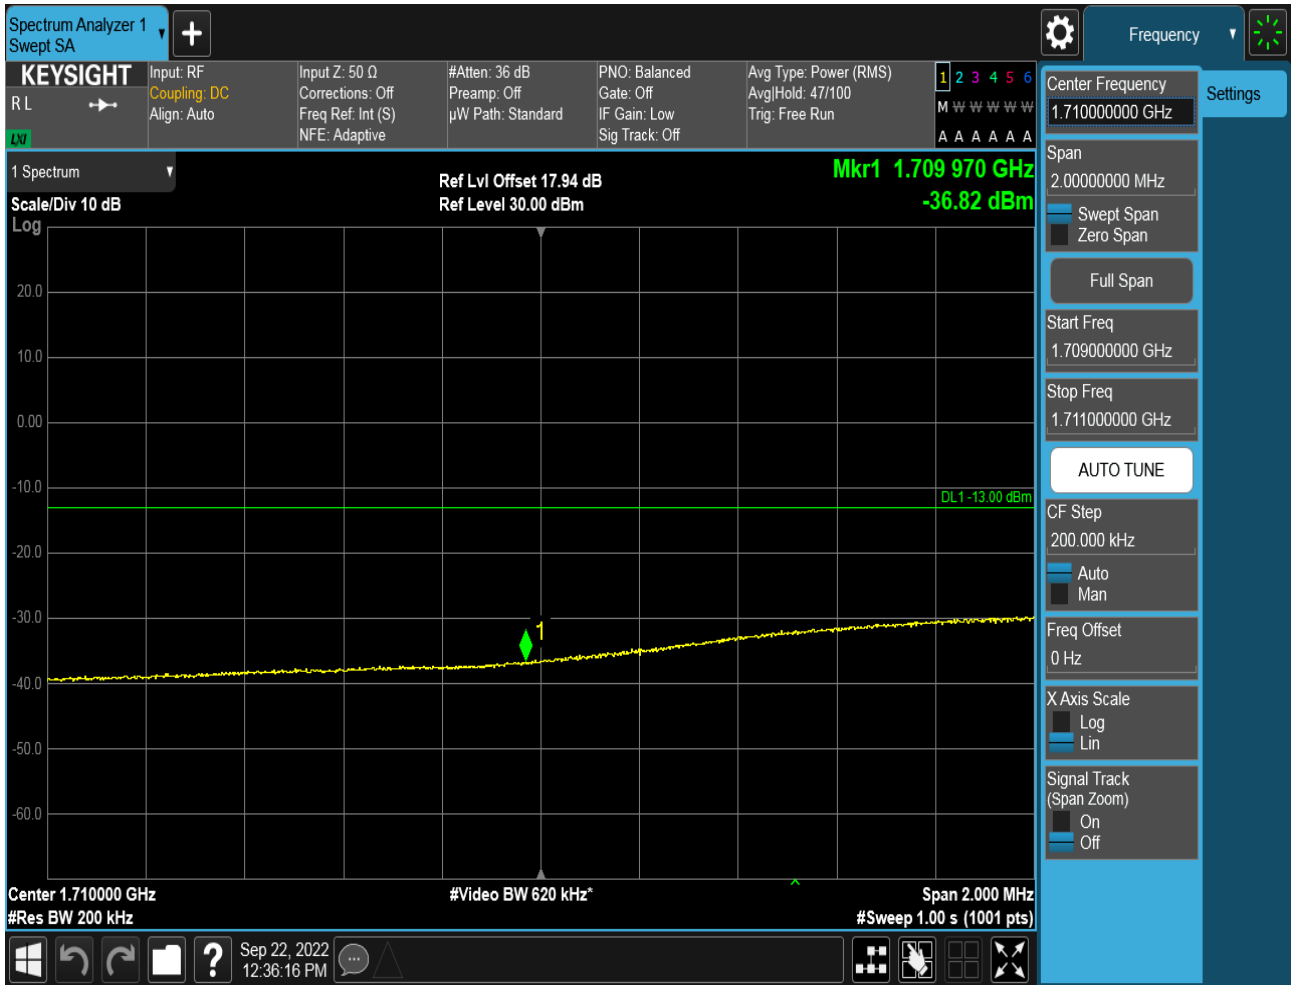 Spectrum Analyzer 1
Swept SA
Frequency
KEYSIGHT
R L
LXI
Input: RF
Coupling: DC
Align: Auto
Input Z: 50 Ω
Corrections: Off
Freq Ref: Int (S)
NFE: Adaptive
#Atten: 36 dB
Preamp: Off
µW Path: Standard
PNO: Balanced
Gate: Off
IF Gain: Low
Sig Track: Off
Avg Type: Power (RMS)
Avg|Hold: 47/100
Trig: Free Run
1 2 3 4 5 6
M W W W W W
A A A A A A
1 Spectrum
Scale/Div 10 dB
Log
Ref Lvl Offset 17.94 dB
Ref Level 30.00 dBm
Mkr1 1.709 970 GHz
-36.82 dBm
20.0
10.0
0.00
-10.0
DL1 -13.00 dBm
-20.0
-30.0
1
-40.0
-50.0
-60.0
Center 1.710000 GHz
#Video BW 620 kHz*
Span 2.000 MHz
#Res BW 200 kHz
#Sweep 1.00 s (1001 pts)
Sep 22, 2022
12:36:16 PM
Center Frequency
1.710000000 GHz
Settings
Span
2.00000000 MHz
Swept Span
Zero Span
Full Span
Start Freq
1.709000000 GHz
Stop Freq
1.711000000 GHz
AUTO TUNE
CF Step
200.000 kHz
Auto
Man
Freq Offset
0 Hz
X Axis Scale
Log
Lin
Signal Track
(Span Zoom)
On
Off